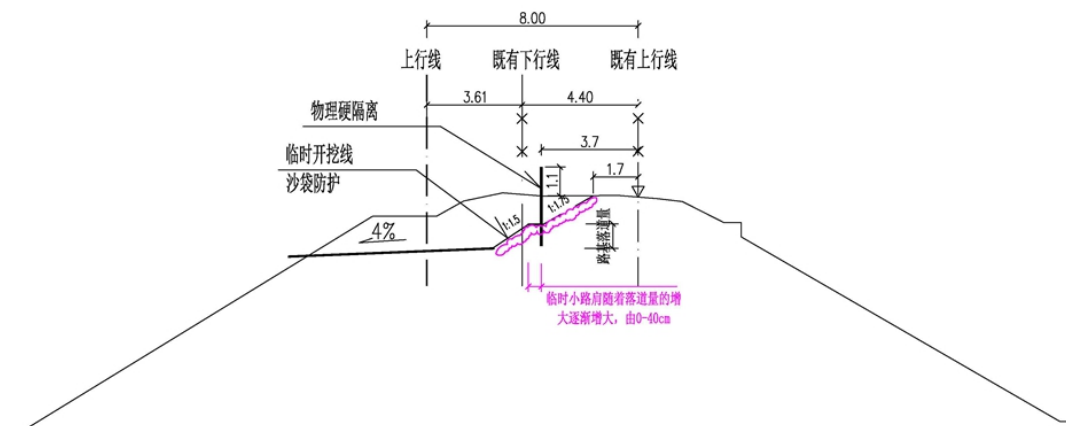 8.00
上行线
既有下行线
既有上行线
3.61
4.40
物理硬隔离
3.7
临时开挖线
沙袋防护
1.1
1.7
1:1.5
1:1.75
4%
路基落道量
临时小路肩随着落道量的增
大逐渐增大，由0-40cm